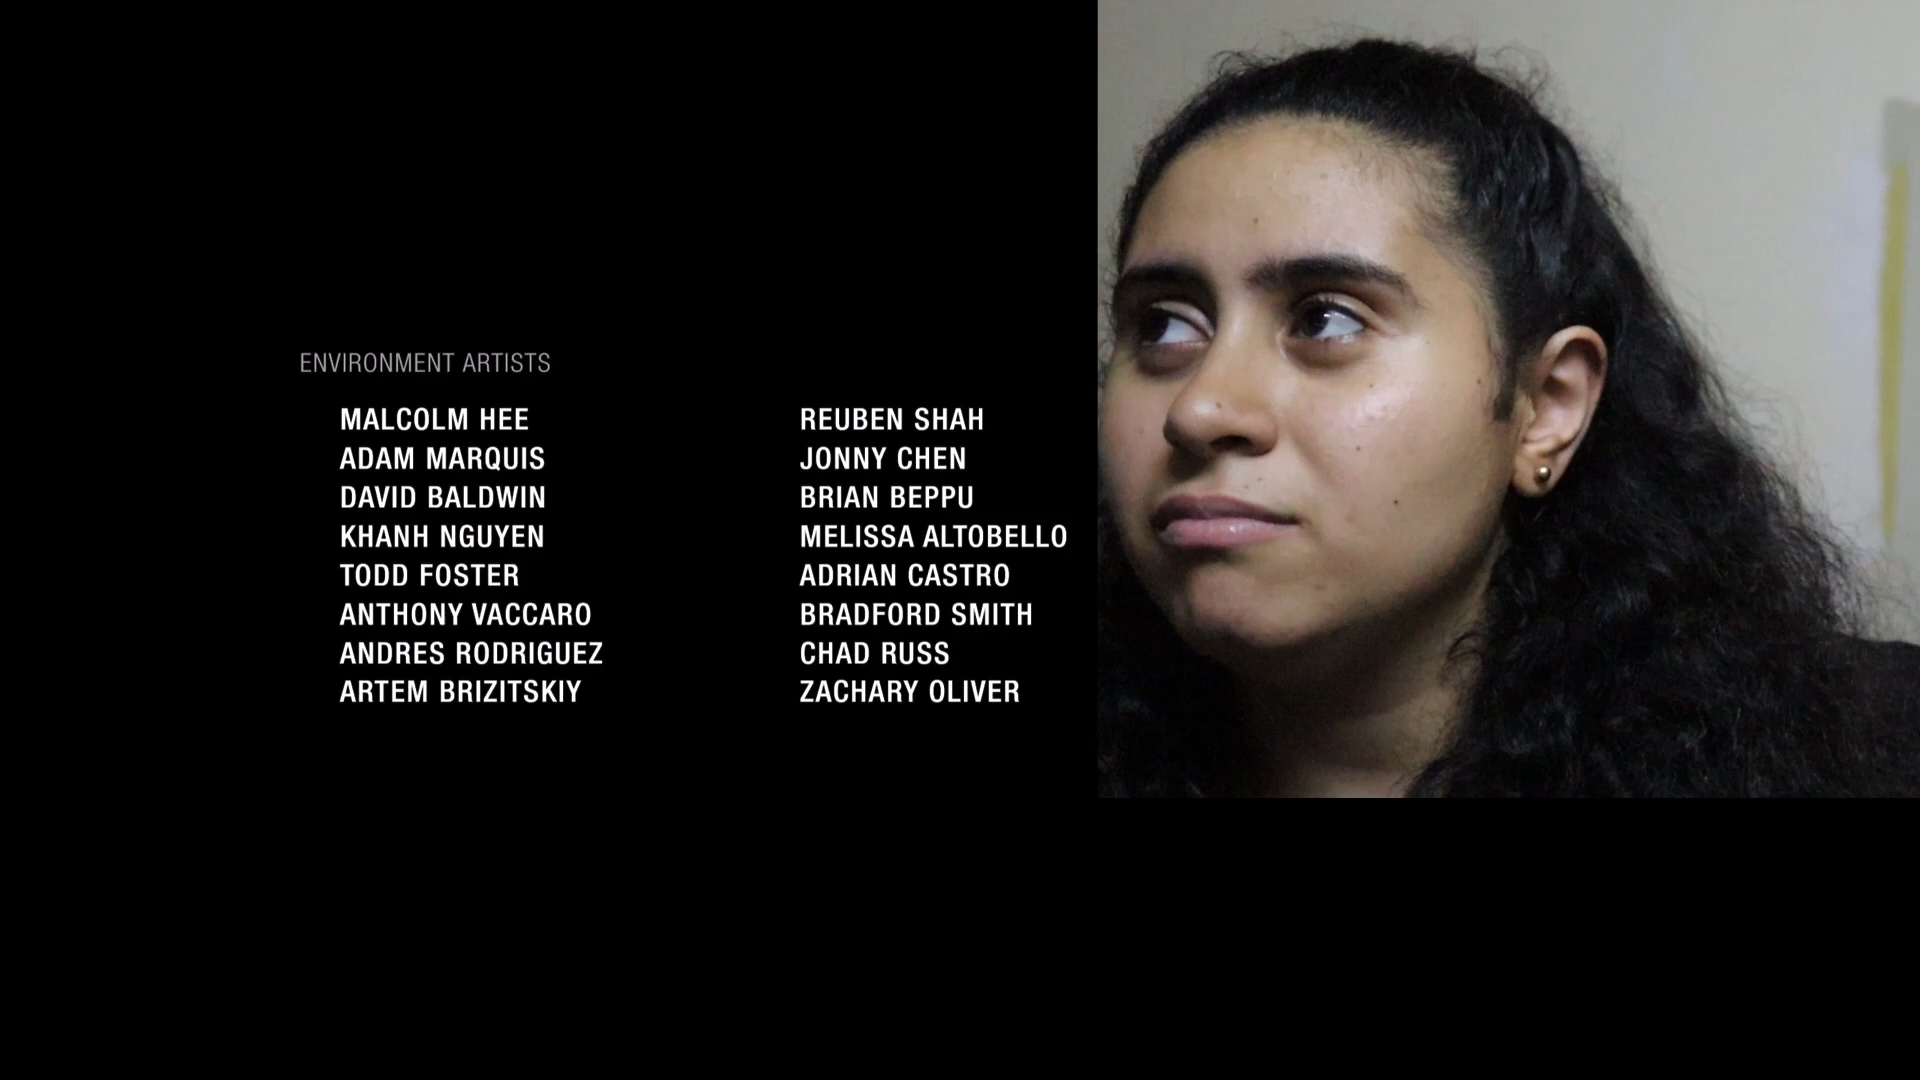 ENVIRONMENT ARTISTS
MALCOLM HEE
ADAM MARQUIS
DAVID BALDWIN
KHANH NGUYEN
TODD FOSTER
ANTHONY VACCARO
ANDRES RODRIGUEZ
ARTEM BRIZITSKIY
REUBEN SHAH
JONNY CHEN
BRIAN BEPPU
MELISSA ALTOBELLO
ADRIAN CASTRO
BRADFORD SMITH
CHAD RUSS
ZACHARY OLIVER